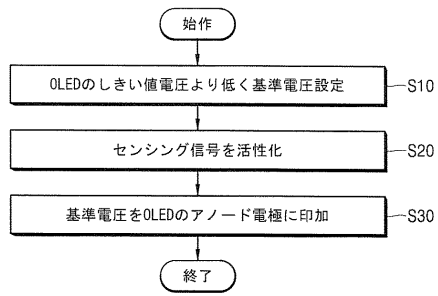 始作
OLEDのしきい値電圧より低く基準電圧設定 S10
センシング信号を活性化 S20
基準電圧をOLEDのアノード電極に印加 S30
終了